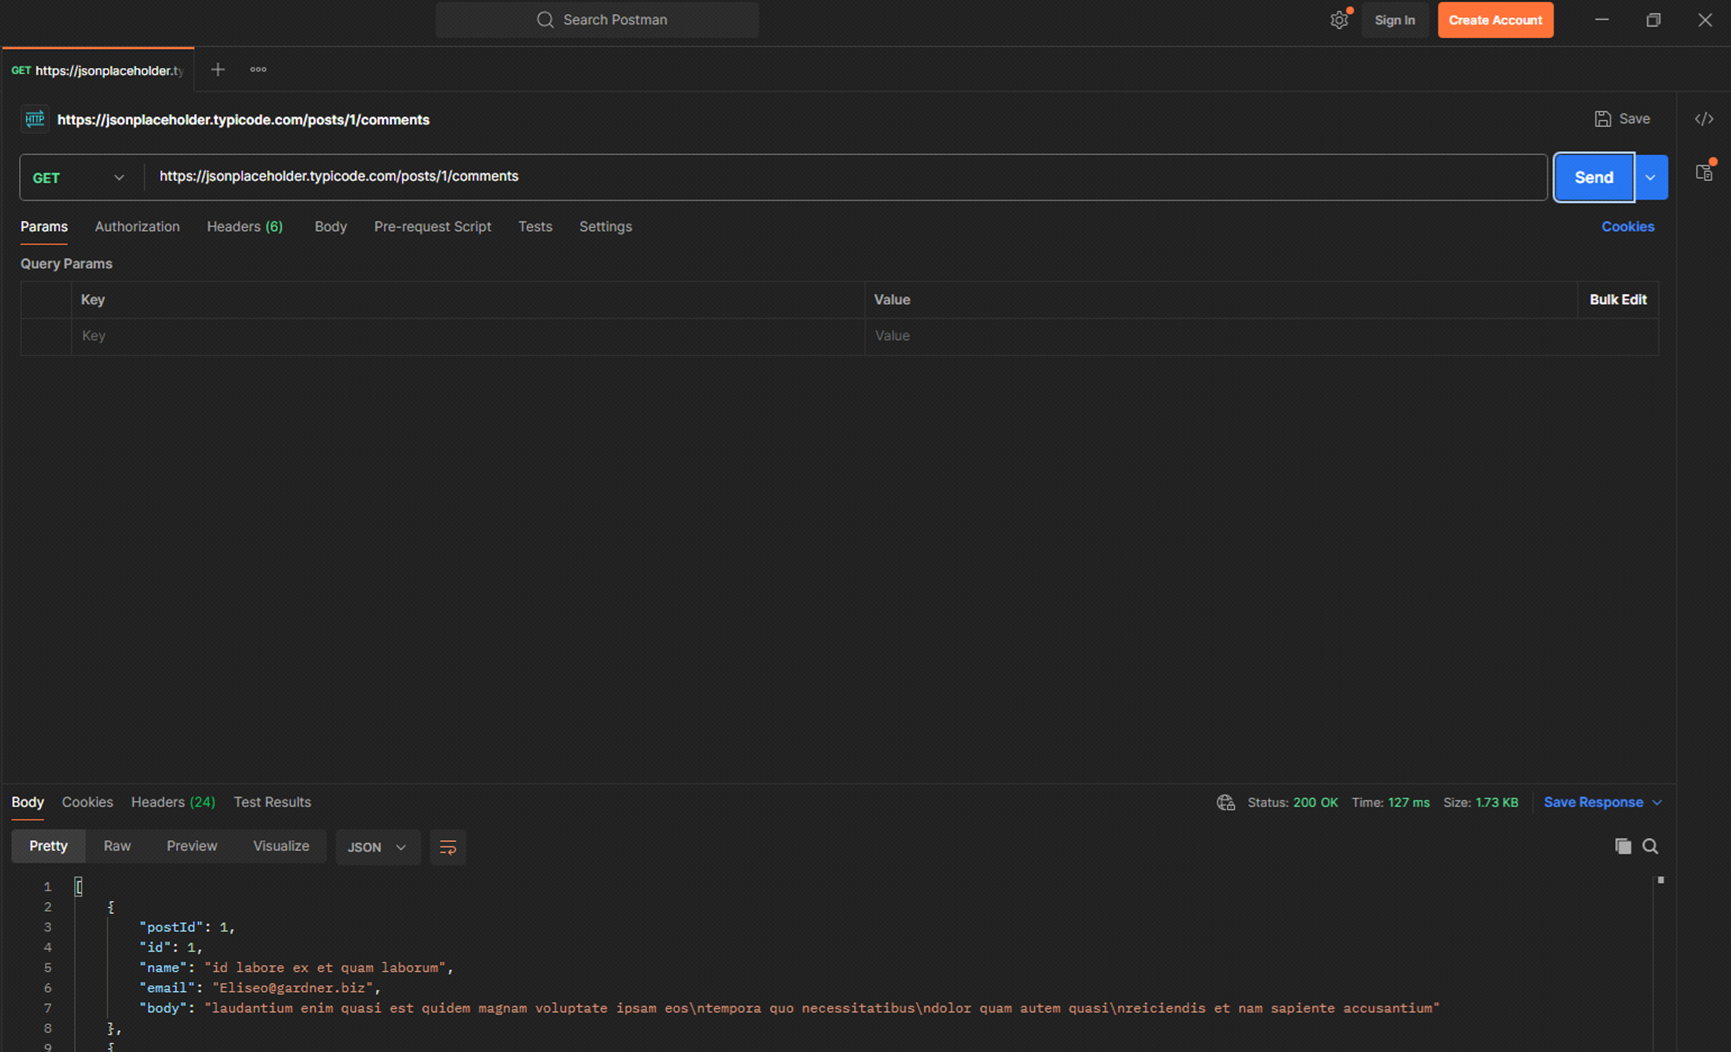 Search Postman
Sign In
Create Account
GET https://jsonplaceholder.ty
HTTP https://jsonplaceholder.typicode.com/posts/1/comments
Save
</>
GET https://jsonplaceholder.typicode.com/posts/1/comments
Send
Params Authorization Headers (6) Body Pre-request Script Tests Settings Cookies
Query Params
Key Value Bulk Edit
Key Value
Body Cookies Headers (24) Test Results Status: 200 OK Time: 127 ms Size: 1.73 KB Save Response
Pretty Raw Preview Visualize JSON
1 [
2 {
3 "postId": 1,
4 "id": 1,
5 "name": "id labore ex et quam laborum",
6 "email": "Eliseo@gardner.biz",
7 "body": "laudantium enim quasi est quidem magnam voluptate ipsam eos\ntempora quo necessitatibus\ndolor quam autem quasi\nreiciendis et nam sapiente accusantium"
8 },
9 {